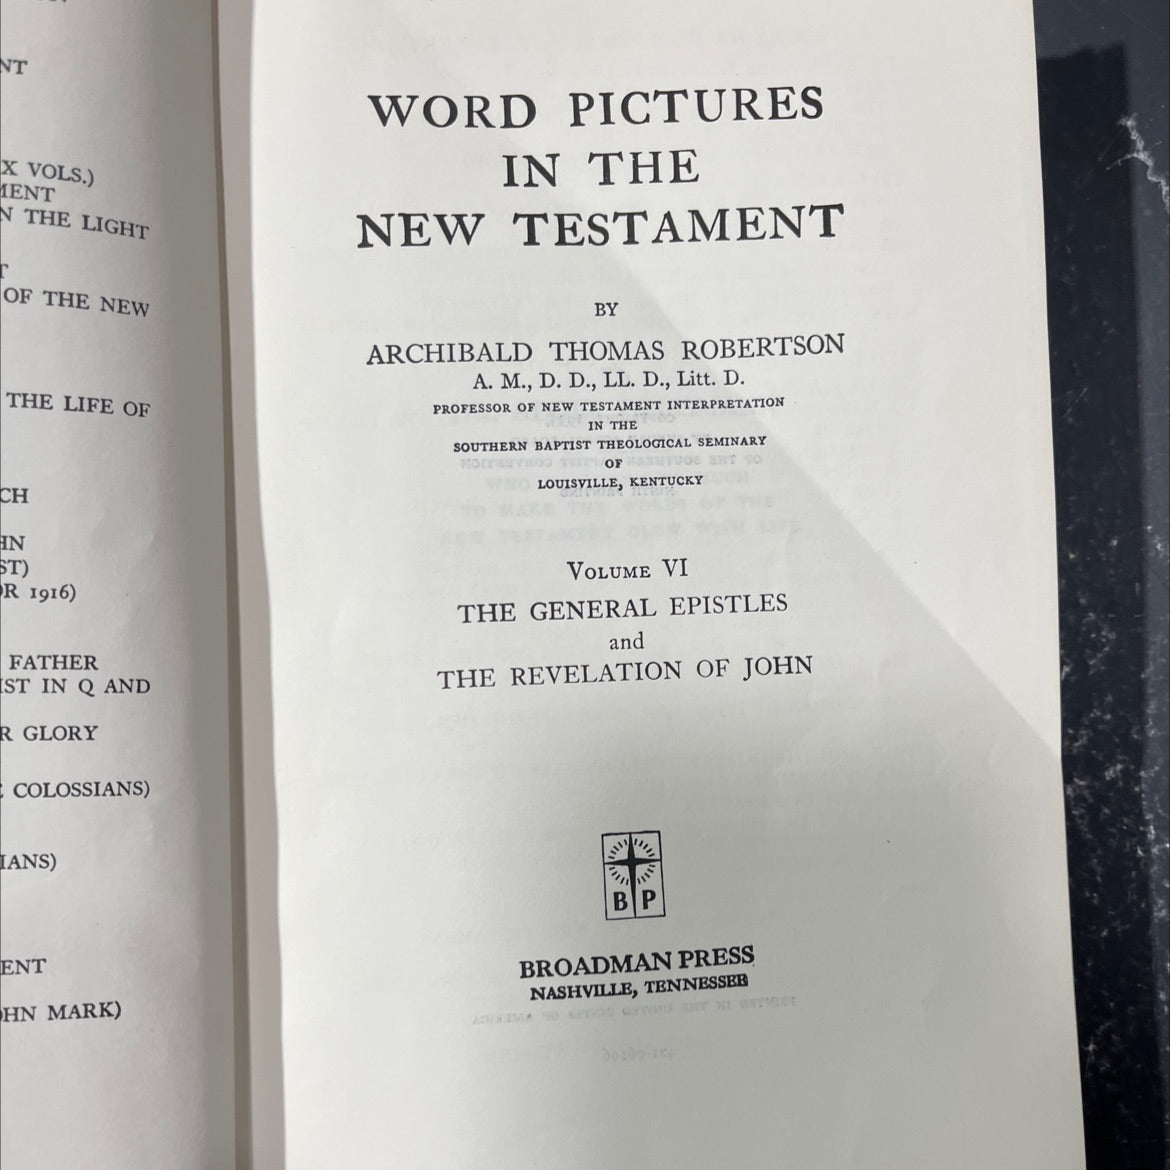 NT
X VOLS.)
MENT
N THE LIGHT
T
OF THE NEW
THE LIFE OF
CH
HN
ST)
OR 1916)
FATHER
IST IN Q AND
R GLORY
COLOSSIANS)
IANS)
ENT
OHN MARK)
WORD PICTURES
IN THE
NEW TESTAMENT
BY
ARCHIBALD THOMAS ROBERTSON
A. M., D. D., LL. D., Litt. D.
PROFESSOR OF NEW TESTAMENT INTERPRETATION
IN THE
SOUTHERN BAPTIST THEOLOGICAL SEMINARY
OF
LOUISVILLE, KENTUCKY
VOLUME VI
THE GENERAL EPISTLES
and
THE REVELATION OF JOHN
B P
BROADMAN PRESS
NASHVILLE, TENNESSEE